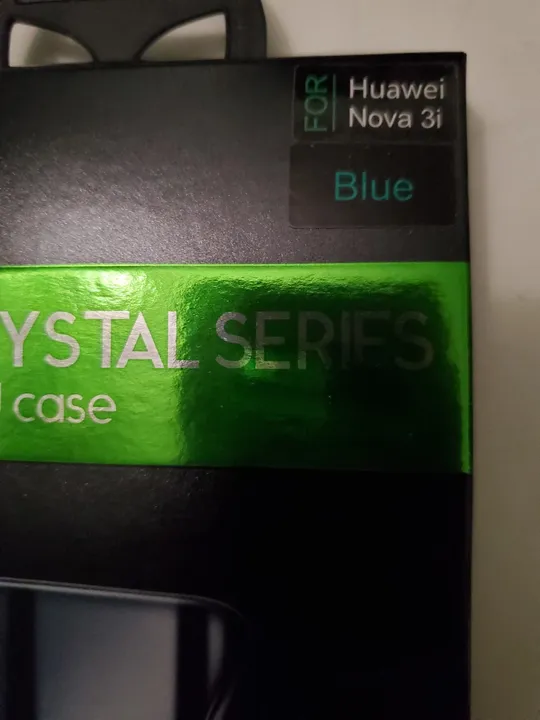 FOR
Huawei
Nova 3i
Blue
YSTAL SERIES
case